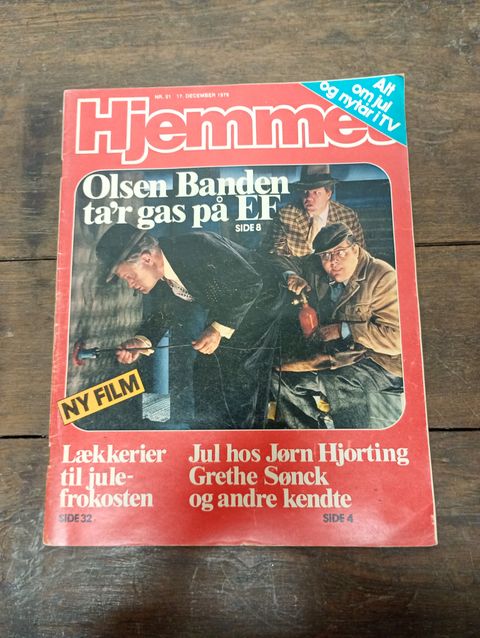 NR. 51 17. DECEMBER 1979
Hjemmet
Alt
om jul
og nytår i TV
Olsen Banden
ta'r gas på EF
SIDE 8
NY FILM
Lækkerier
til jule-
frokosten
SIDE 32
Jul hos Jørn Hjorting
Grethe Sønck
og andre kendte
SIDE 4